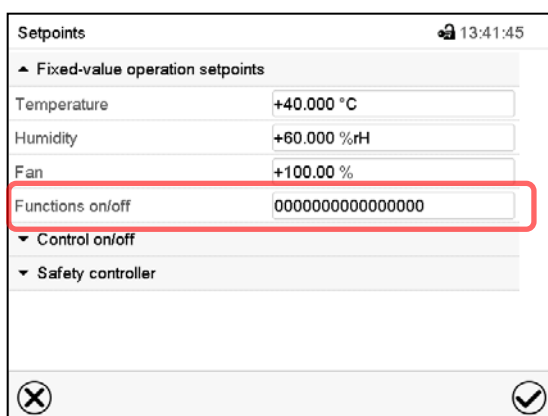 Setpoints 13:41:45
Fixed-value operation setpoints
Temperature +40.000 °C
Humidity +60.000 %rH
Fan +100.00 %
Functions on/off 0000000000000000
Control on/off
Safety controller